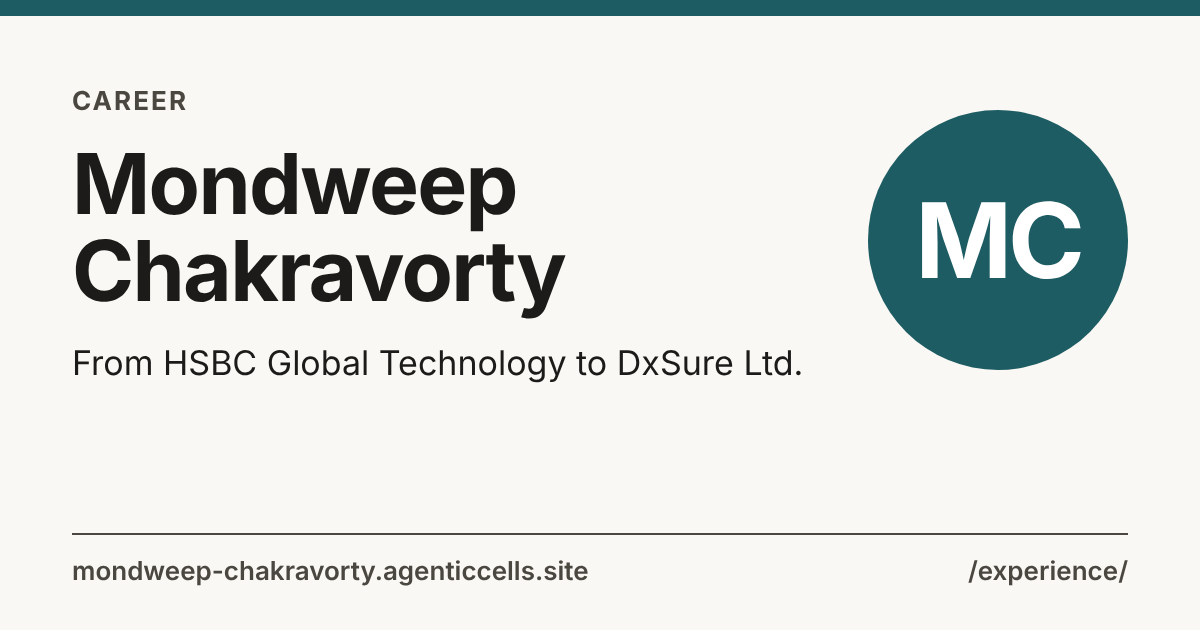 CAREER
Mondweep
Chakravorty
From HSBC Global Technology to DxSure Ltd.
MC
mondweep-chakravorty.agenticcells.site
/experience/